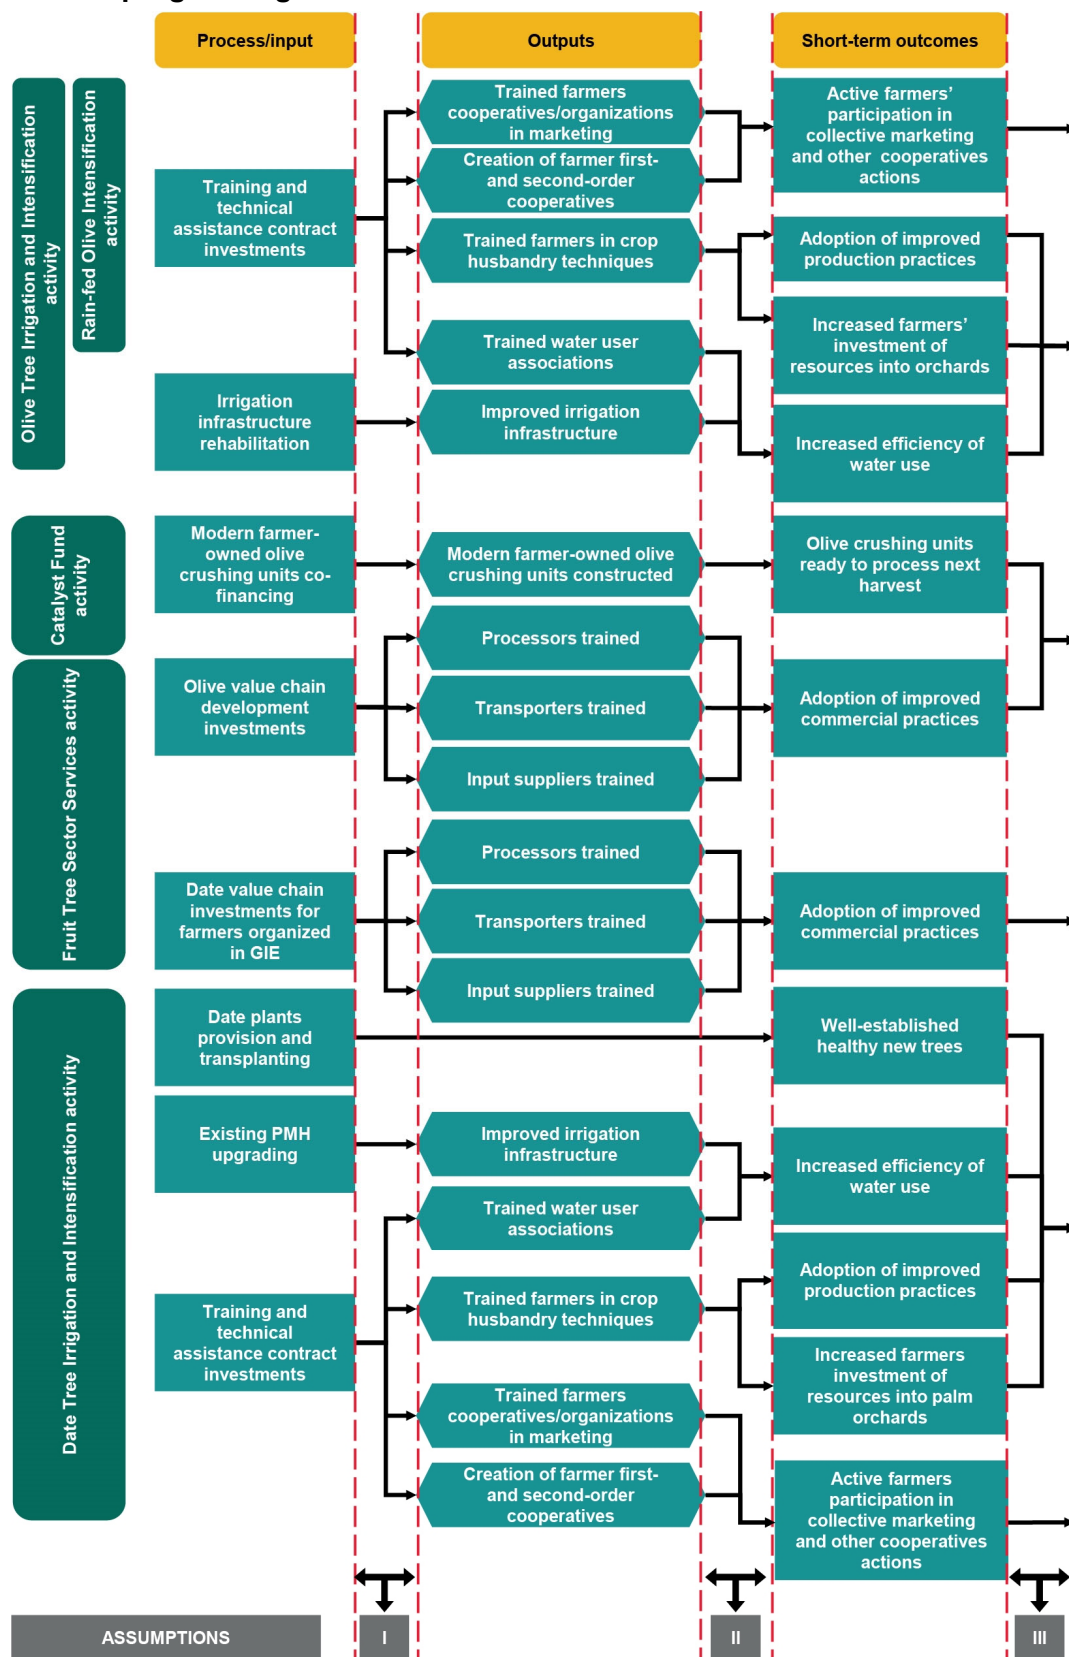 Process/input
Outputs
Short-term outcomes
Olive Tree Irrigation and Intensification
activity
Rain-fed Olive Intensification
activity
Training and
technical
assistance contract
investments
Irrigation
infrastructure
rehabilitation
Trained farmers
cooperatives/organizations
in marketing
Creation of farmer first-
and second-order
cooperatives
Trained farmers in crop
husbandry techniques
Trained water user
associations
Improved irrigation
infrastructure
Active farmers’
participation in
collective marketing
and other cooperatives
actions
Adoption of improved
production practices
Increased farmers’
investment of
resources into orchards
Increased efficiency of
water use
Catalyst Fund
activity
Modern farmer-
owned olive
crushing units co-
financing
Modern farmer-owned olive
crushing units constructed
Olive crushing units
ready to process next
harvest
Fruit Tree Sector Services activity
Olive value chain
development
investments
Processors trained
Transporters trained
Input suppliers trained
Adoption of improved
commercial practices
Date value chain
investments for
farmers organized
in GIE
Processors trained
Transporters trained
Input suppliers trained
Adoption of improved
commercial practices
Date Tree Irrigation and Intensification activity
Date plants
provision and
transplanting
Well-established
healthy new trees
Existing PMH
upgrading
Improved irrigation
infrastructure
Trained water user
associations
Increased efficiency of
water use
Training and
technical
assistance contract
investments
Trained farmers in crop
husbandry techniques
Trained farmers
cooperatives/organizations
in marketing
Creation of farmer first-
and second-order
cooperatives
Adoption of improved
production practices
Increased farmers
investment of
resources into palm
orchards
Active farmers
participation in
collective marketing
and other cooperatives
actions
ASSUMPTIONS
I
II
III